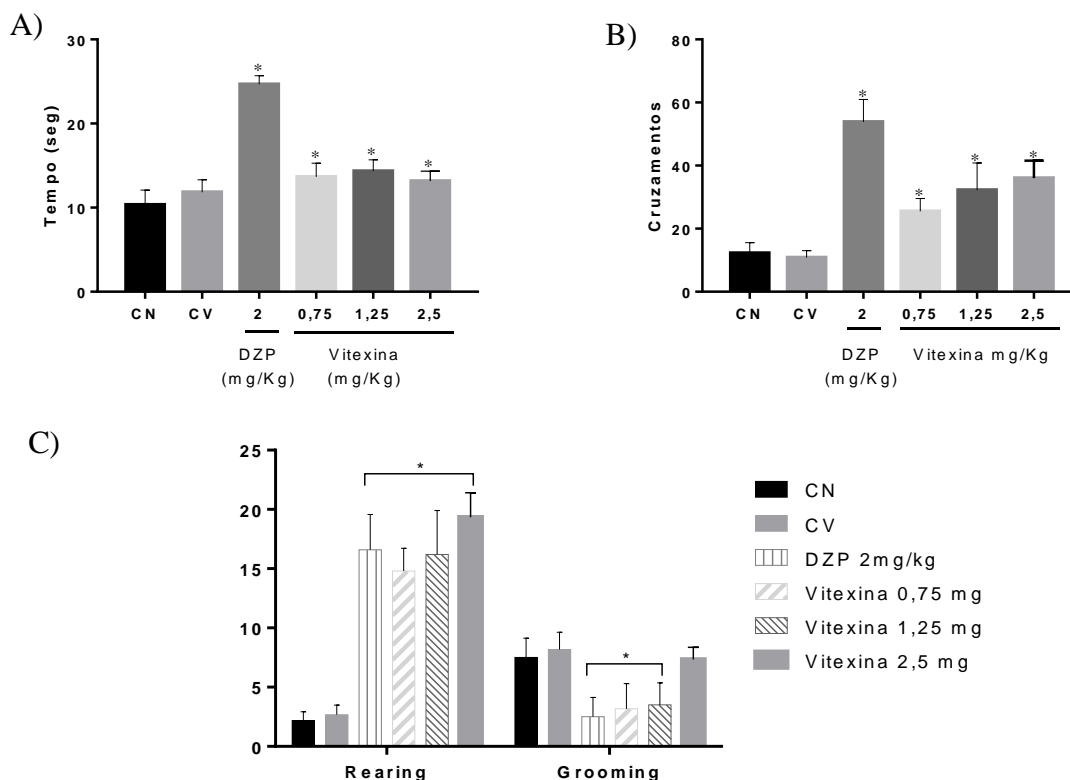 A)
Tempo (seg)
30
20
10
0
* * * *
CN CV 2 0,75 1,25 2,5
DZP Vitexina
(mg/Kg) (mg/Kg)
B)
Cruzamentos
80
60
40
20
0
* * * *
CN CV 2 0,75 1,25 2,5
DZP Vitexina mg/Kg
(mg/Kg)
C)
25
20
15
10
5
0
*
*
Rearing Grooming
CN
CV
DZP 2mg/kg
Vitexina 0,75 mg
Vitexina 1,25 mg
Vitexina 2,5 mg